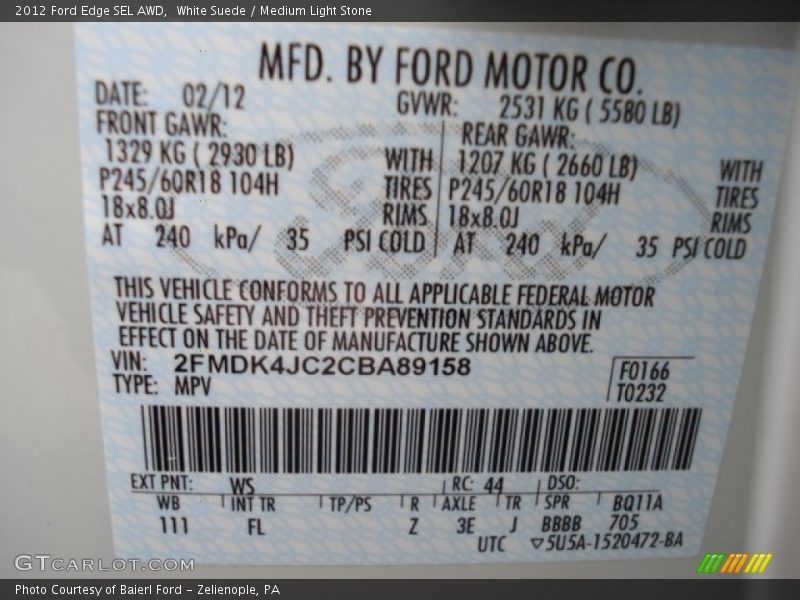 2012 Ford Edge SEL AWD,  White Suede / Medium Light Stone
MFD. BY FORD MOTOR CO.
DATE: 02/12 GVWR: 2531 KG ( 5580 LB)
FRONT GAWR: REAR GAWR:
1329 KG ( 2930 LB) WITH 1207 KG ( 2660 LB) WITH
P245/60R18 104H TIRES P245/60R18 104H TIRES
18x8.0J RIMS 18x8.0J RIMS
AT 240 kPa/ 35 PSI COLD AT 240 kPa/ 35 PSI COLD
THIS VEHICLE CONFORMS TO ALL APPLICABLE FEDERAL MOTOR
VEHICLE SAFETY AND THEFT PREVENTION STANDARDS IN
EFFECT ON THE DATE OF MANUFACTURE SHOWN ABOVE.
VIN: 2FMDK4JC2CBA89158 F0166
TYPE: MPV T0232
EXT PNT: WS RC: 44 DSO:
WB INT TR TP/PS R AXLE TR SPR BQ11A
111 FL Z 3E J BBBB 705
UTC ▽5U5A-1520472-BA
GTCARLOT.COM
Photo Courtesy of Baierl Ford - Zelienople, PA